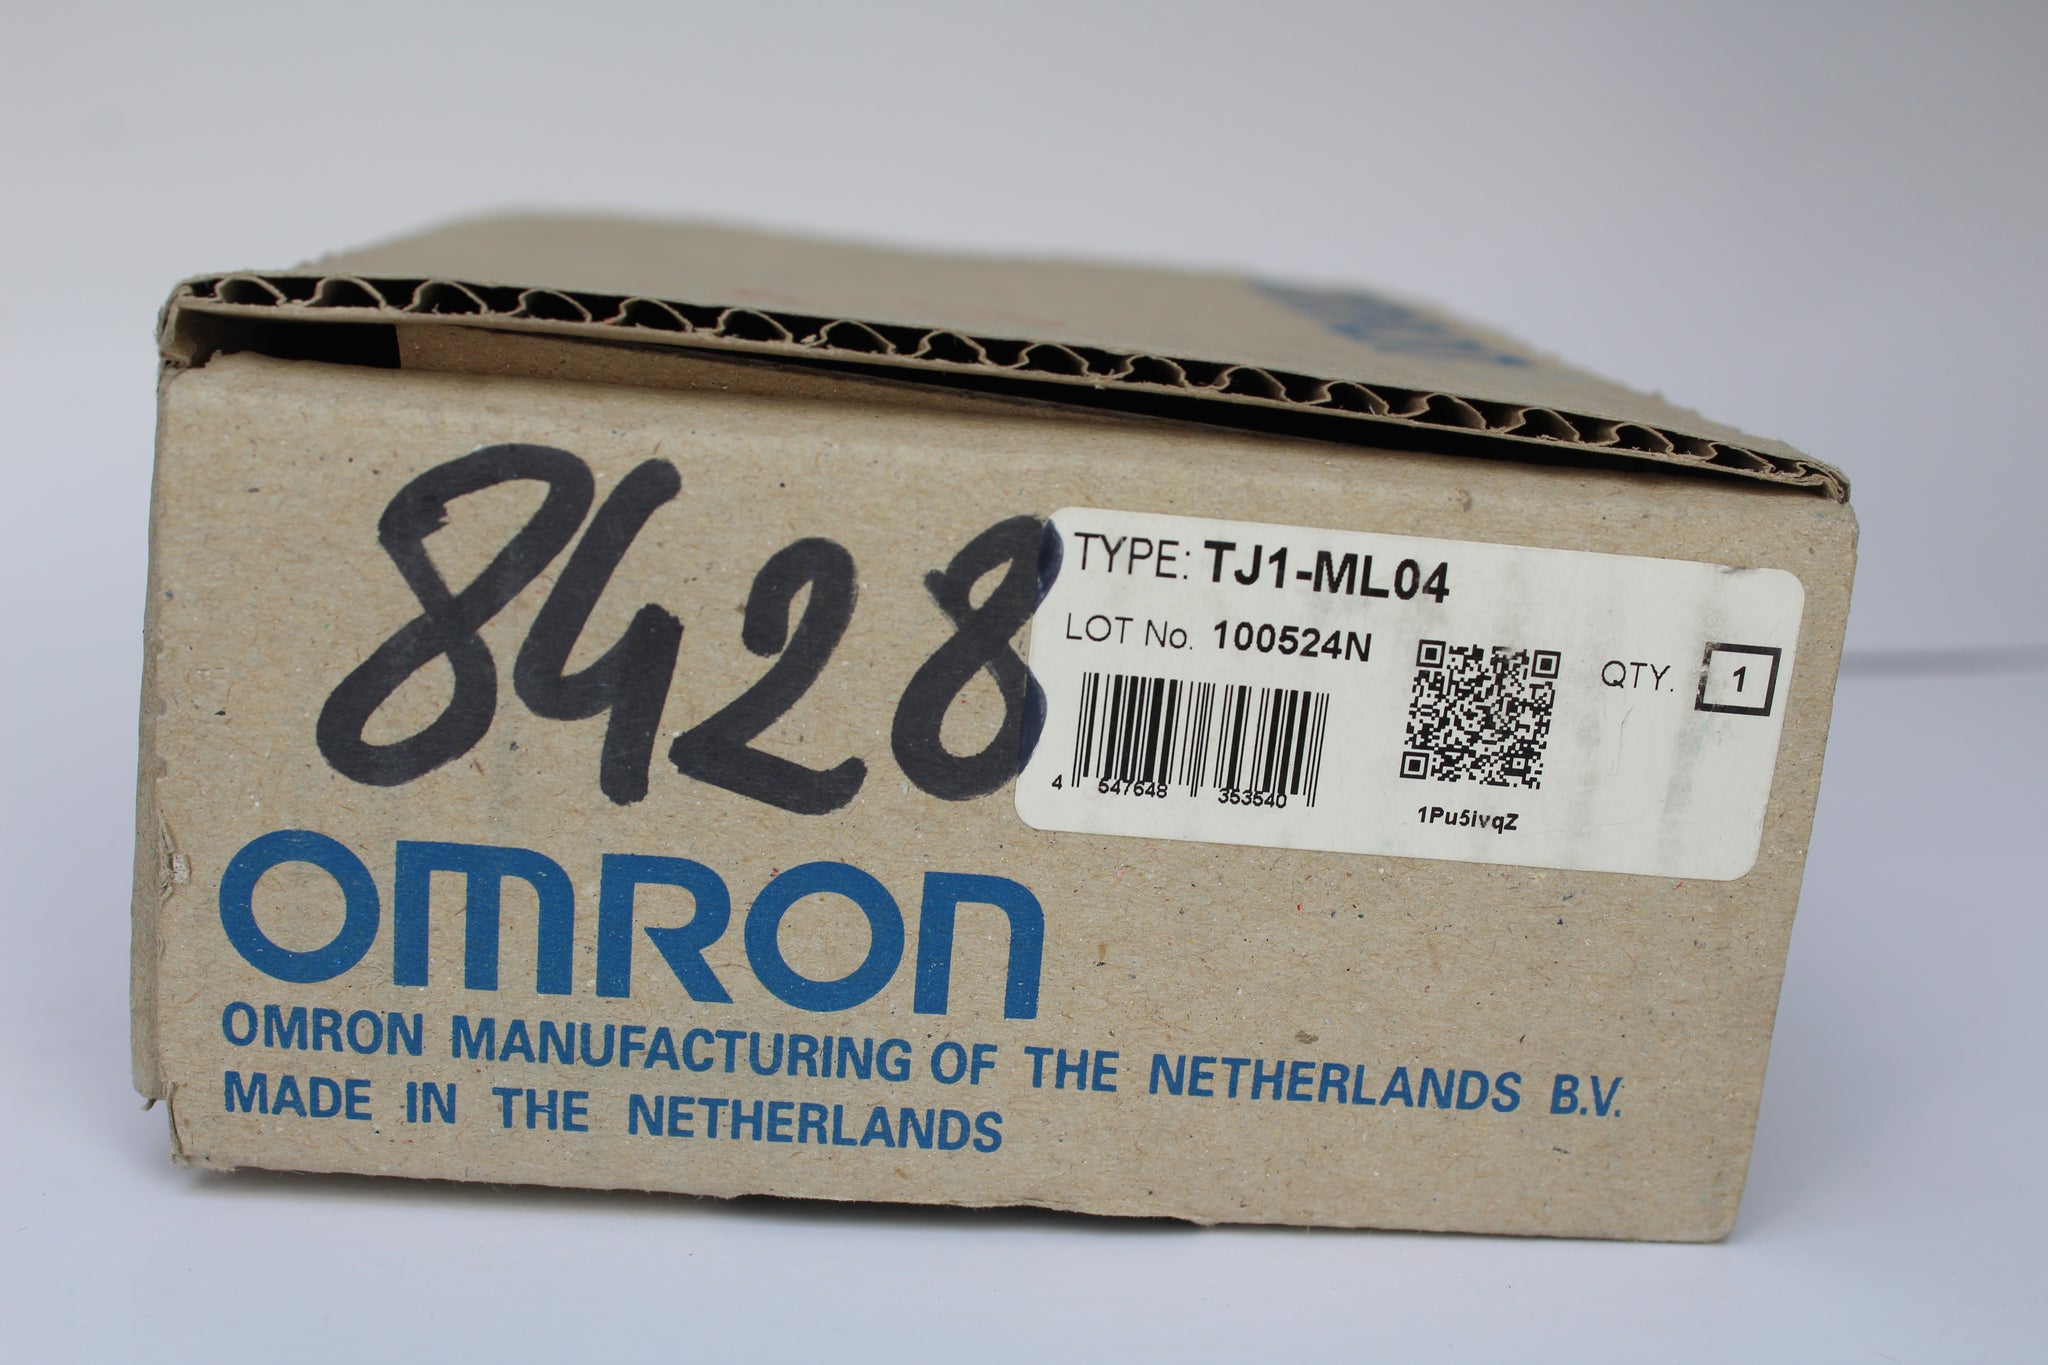 8428
TYPE: TJ1-ML04
LOT No. 100524N
QTY. 1
4 547648 353540
1Pu5ivqZ
OMRON
OMRON MANUFACTURING OF THE NETHERLANDS B.V.
MADE IN THE NETHERLANDS